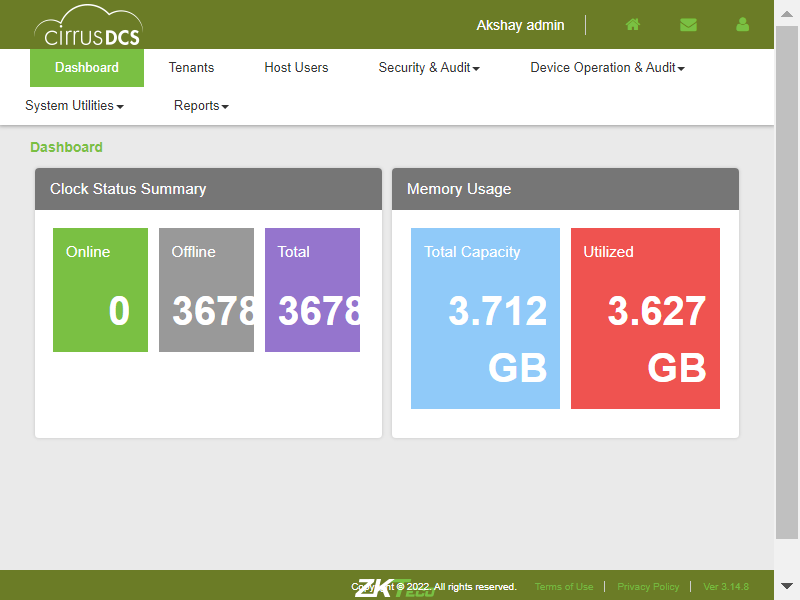 cirrusDCS
Akshay admin
Dashboard Tenants Host Users Security & Audit Device Operation & Audit
System Utilities Reports
Dashboard
Clock Status Summary
Memory Usage
Online
0
Offline
3678
Total
3678
Total Capacity
3.712
GB
Utilized
3.627
GB
ZKTeco
Copyright © 2022. All rights reserved. Terms of Use Privacy Policy Ver 3.14.8